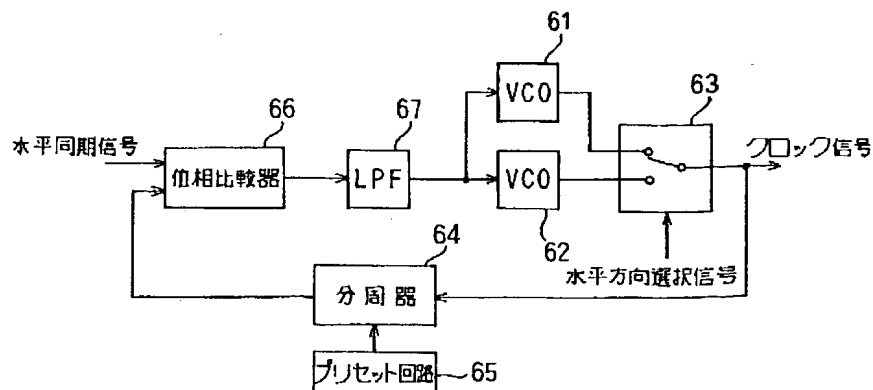 61
VCO
63
66
67
水平同期信号
クロック信号
位相比較器
LPF
VCO
62
64
水平方向選択信号
分周器
プリセット回路
65